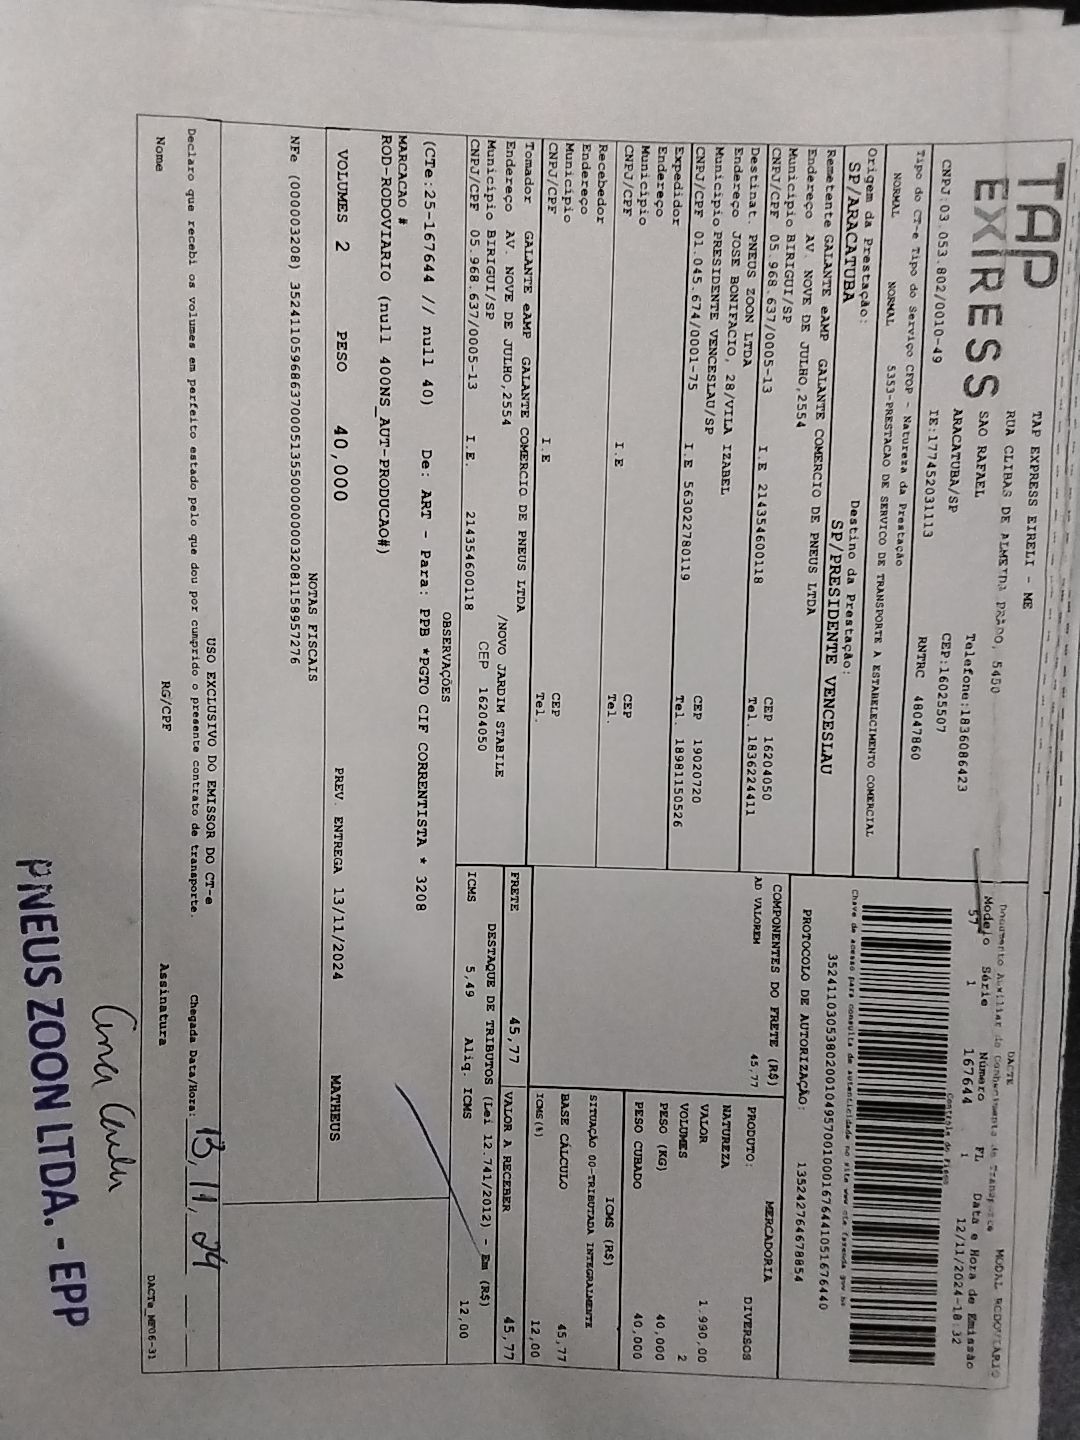 TAP
EXPRESS
TAP EXPRESS EIRELI - ME
RUA CLIBAS DE ALMEIDA PRADO, 5450
SAO RAFAEL Telefone:1836086423
ARACATUBA/SP CEP:16025507
CNPJ:03.053.802/0010-49 IE:177452031113 RNTRC 48047860
DACTE MODAL RODOVIARIO
Documento Auxiliar do Conhecimento de Transporte
Modelo Série Número FL Data e Hora de Emissão
57 1 167644 1 12/11/2024-18:32
Controle do Fisco
Chave de acesso para consulta de autenticidade no site www.cte.fazenda.gov.br
35241103053802001049570010001676441051676440
PROTOCOLO DE AUTORIZAÇÃO: 135242764678854
Tipo do CT-e Tipo do Serviço CFOP - Natureza da Prestação
NORMAL NORMAL 5353-PRESTACAO DE SERVICO DE TRANSPORTE A ESTABELECIMENTO COMERCIAL
Origem da Prestação: Destino da Prestação:
SP/ARACATUBA SP/PRESIDENTE VENCESLAU
Remetente GALANTE eAMP GALANTE COMERCIO DE PNEUS LTDA
Endereço AV. NOVE DE JULHO,2554
Municipio BIRIGUI/SP CEP 16204050
CNPJ/CPF 05.968.637/0005-13 I.E 214354600118 Tel. 1836224411
Destinat. PNEUS ZOON LTDA
Endereço JOSE BONIFACIO, 28/VILA IZABEL
Municipio PRESIDENTE VENCESLAU/SP CEP 19020720
CNPJ/CPF 01.045.674/0001-75 I.E 563022780119 Tel. 18981150526
Expedidor
Endereço
Municipio CEP
CNPJ/CPF I.E Tel.
Recebedor
Endereço
Municipio CEP
CNPJ/CPF I.E Tel.
Tomador GALANTE eAMP GALANTE COMERCIO DE PNEUS LTDA
Endereço AV. NOVE DE JULHO,2554 /NOVO JARDIM STABILE
Municipio BIRIGUI/SP CEP 16204050
CNPJ/CPF 05.968.637/0005-13 I.E. 214354600118
COMPONENTES DO FRETE (R$)
AD VALOREM 45,77
MERCADORIA
PRODUTO: DIVERSOS
NATUREZA
VALOR 1.990,00
VOLUMES 2
PESO (KG) 40,000
PESO CUBADO 40,000
ICMS (R$)
SITUAÇÃO 00-TRIBUTADA INTEGRALMENTE
BASE CÁLCULO 45,77
ICMS(%) 12,00
FRETE 45,77 VALOR A RECEBER 45,77
DESTAQUE DE TRIBUTOS (Lei 12.741/2012) - Em (R$)
ICMS 5,49 Aliq. ICMS 12,00
OBSERVAÇÕES
(CTe:25-167644 // null 40) De: ART - Para: PPB *PGTO CIF CORRENTISTA * 3208
MARCACAO #
ROD-RODOVIARIO (null 400NS_AUT-PRODUCAO#)
VOLUMES 2 PESO 40,000 PREV. ENTREGA 13/11/2024 MATHEUS
NOTAS FISCAIS
NFe (000003208) 35241105968637000513550000000032081158957276
USO EXCLUSIVO DO EMISSOR DO CT-e
Declaro que recebi os volumes em perfeito estado pelo que dou por cumprido o presente contrato de transporte. Chegada Data/Hora: 13, 11, 24
Nome RG/CPF Assinatura DACTe_MF06-31
PNEUS ZOON LTDA. - EPP